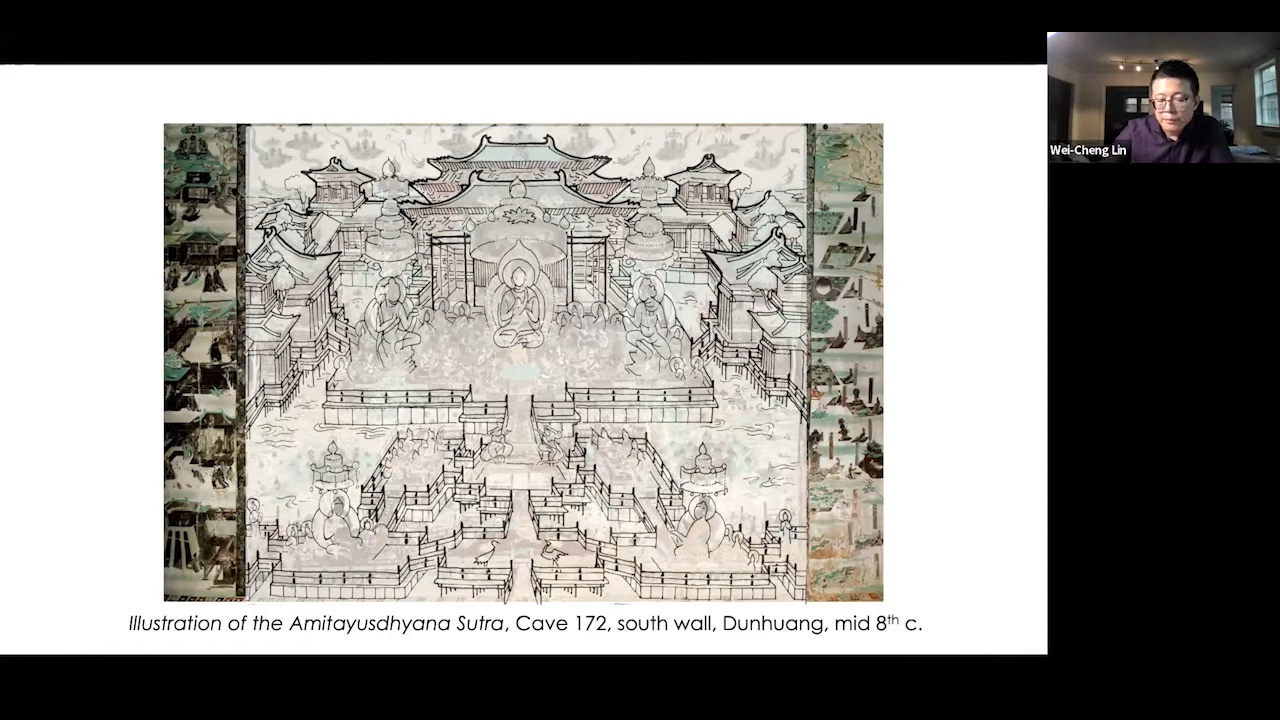 Wei-Cheng Lin
Illustration of the Amitayusdhyana Sutra, Cave 172, south wall, Dunhuang, mid 8th c.